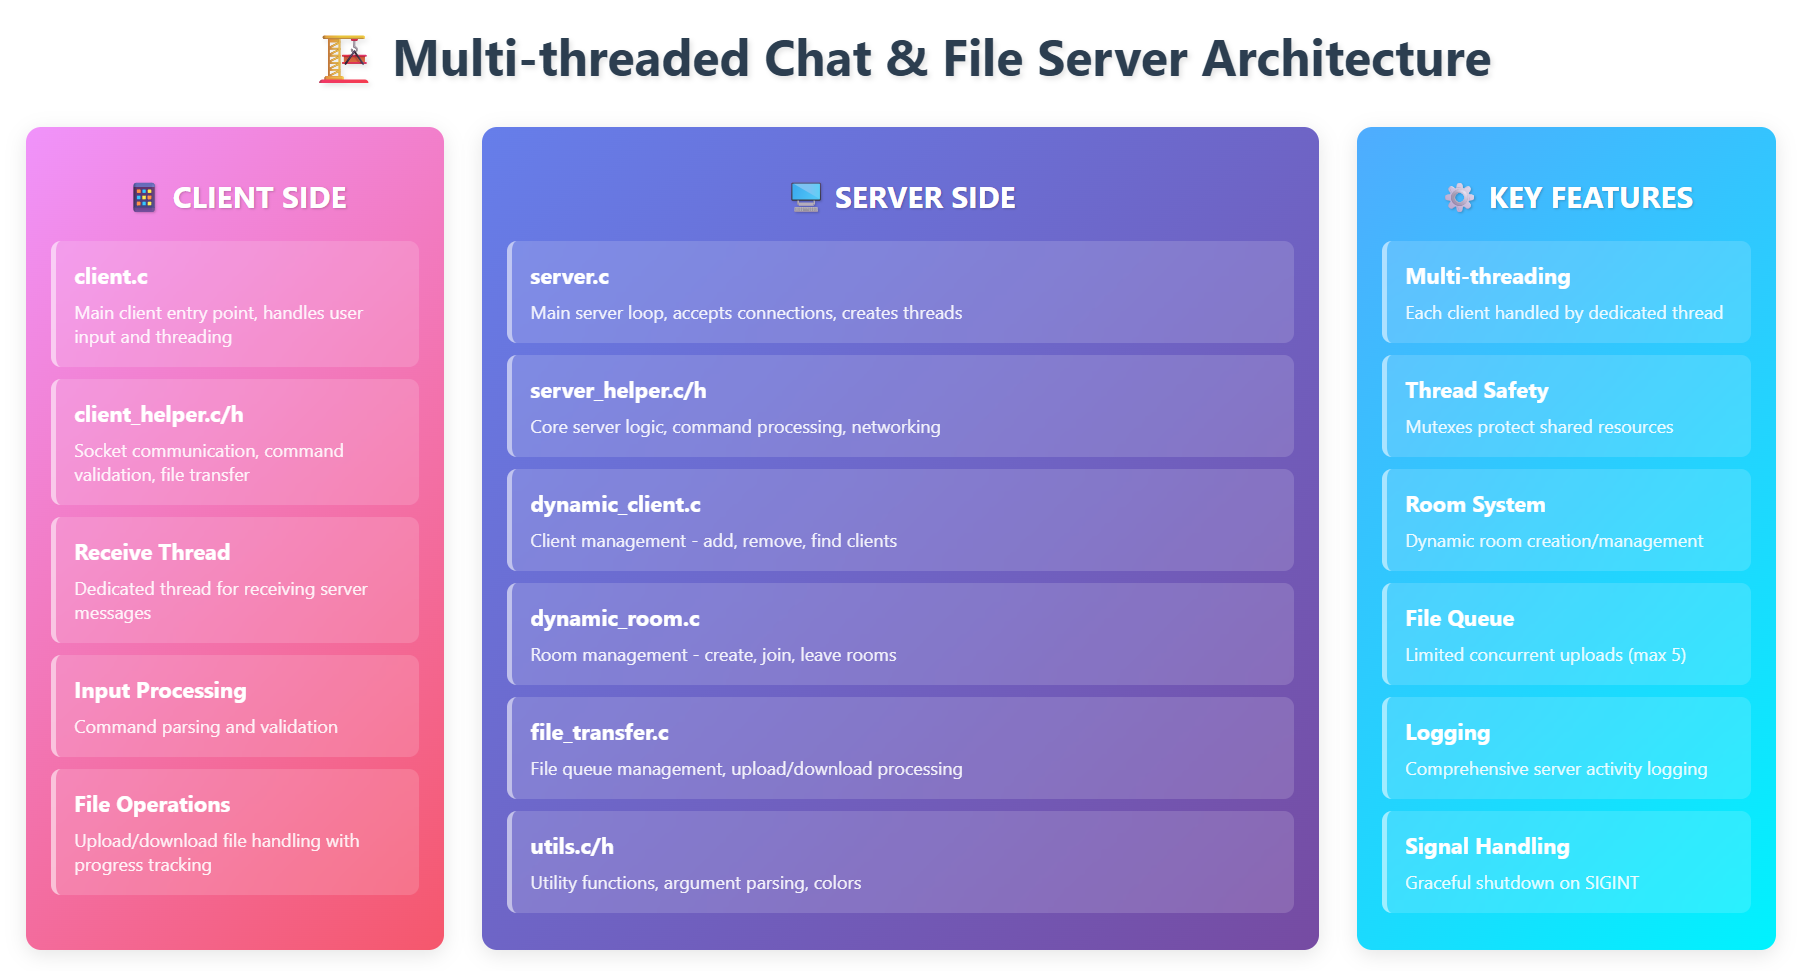 Multi-threaded Chat & File Server Architecture
CLIENT SIDE
client.c
Main client entry point, handles user
input and threading
client_helper.c/h
Socket communication, command
validation, file transfer
Receive Thread
Dedicated thread for receiving server
messages
Input Processing
Command parsing and validation
File Operations
Upload/download file handling with
progress tracking
SERVER SIDE
server.c
Main server loop, accepts connections, creates threads
server_helper.c/h
Core server logic, command processing, networking
dynamic_client.c
Client management - add, remove, find clients
dynamic_room.c
Room management - create, join, leave rooms
file_transfer.c
File queue management, upload/download processing
utils.c/h
Utility functions, argument parsing, colors
KEY FEATURES
Multi-threading
Each client handled by dedicated thread
Thread Safety
Mutexes protect shared resources
Room System
Dynamic room creation/management
File Queue
Limited concurrent uploads (max 5)
Logging
Comprehensive server activity logging
Signal Handling
Graceful shutdown on SIGINT